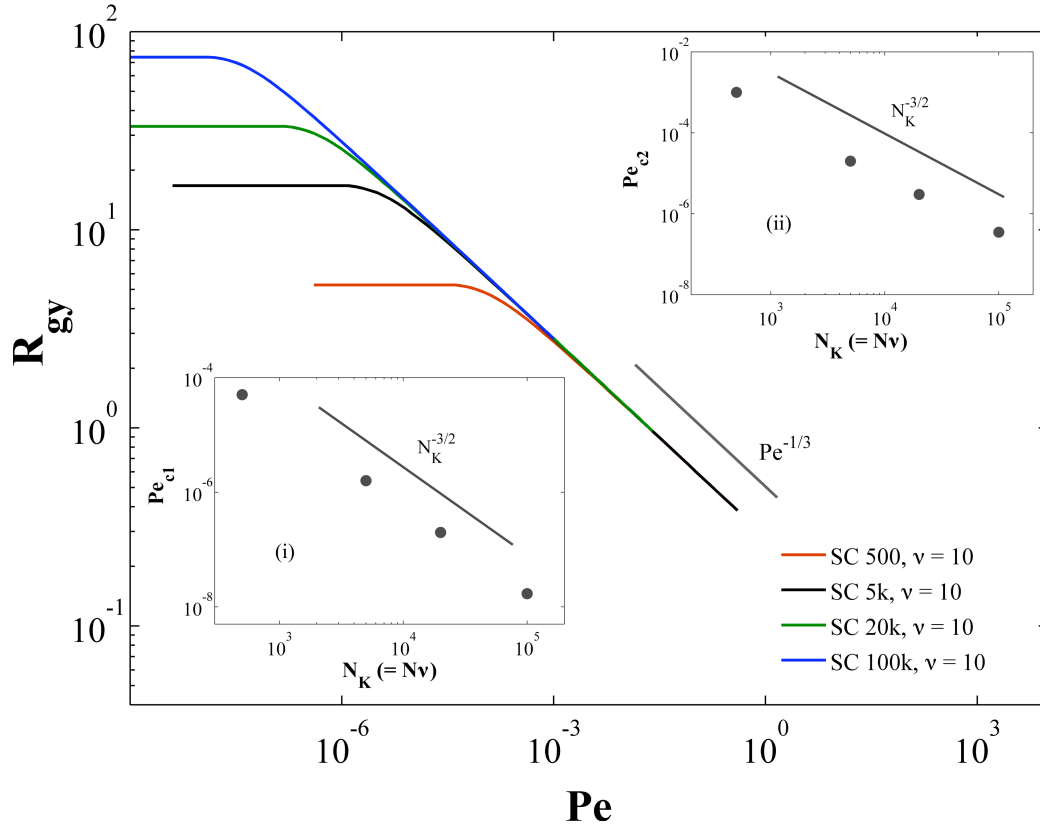 R_gy
10^2
10^1
10^0
10^-1
10^-6
10^-3
10^0
10^3
Pe
Pe^-1/3
SC 500, ν = 10
SC 5k, ν = 10
SC 20k, ν = 10
SC 100k, ν = 10
Pe_c1
10^-4
10^-6
10^-8
10^3
10^4
10^5
N_K (= Nν)
N_K^-3/2
(i)
Pe_c2
10^-2
10^-4
10^-6
10^-8
10^3
10^4
10^5
N_K (= Nν)
N_K^-3/2
(ii)